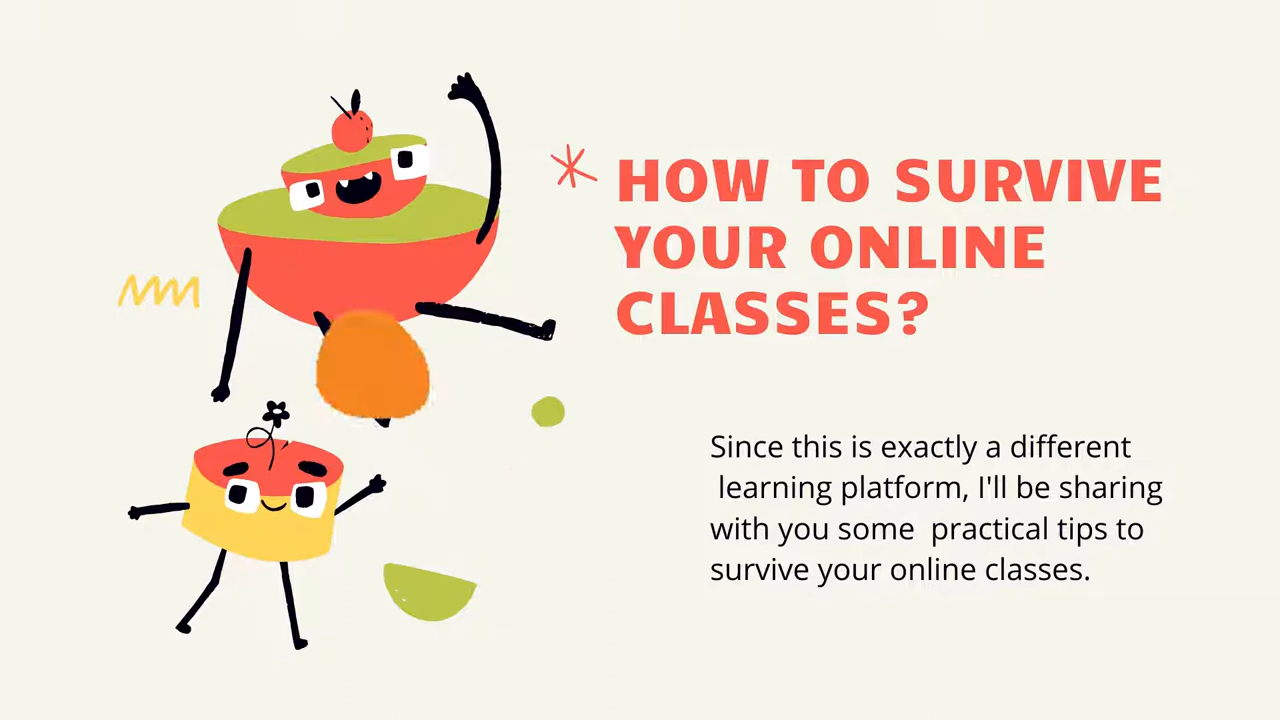 HOW TO SURVIVE
YOUR ONLINE
CLASSES?
Since this is exactly a different
learning platform, I'll be sharing
with you some  practical tips to
survive your online classes.